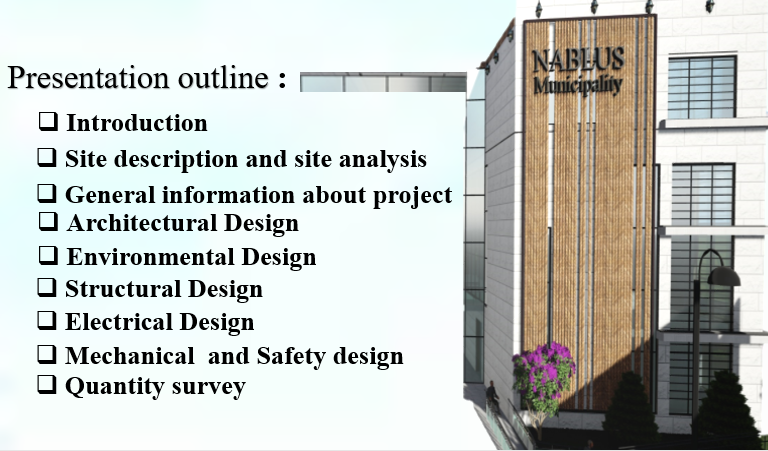 Presentation outline :
❑ Introduction
❑ Site description and site analysis
❑ General information about project
❑ Architectural Design
❑ Environmental Design
❑ Structural Design
❑ Electrical Design
❑ Mechanical  and Safety design
❑ Quantity survey
NABLUS
Municipality